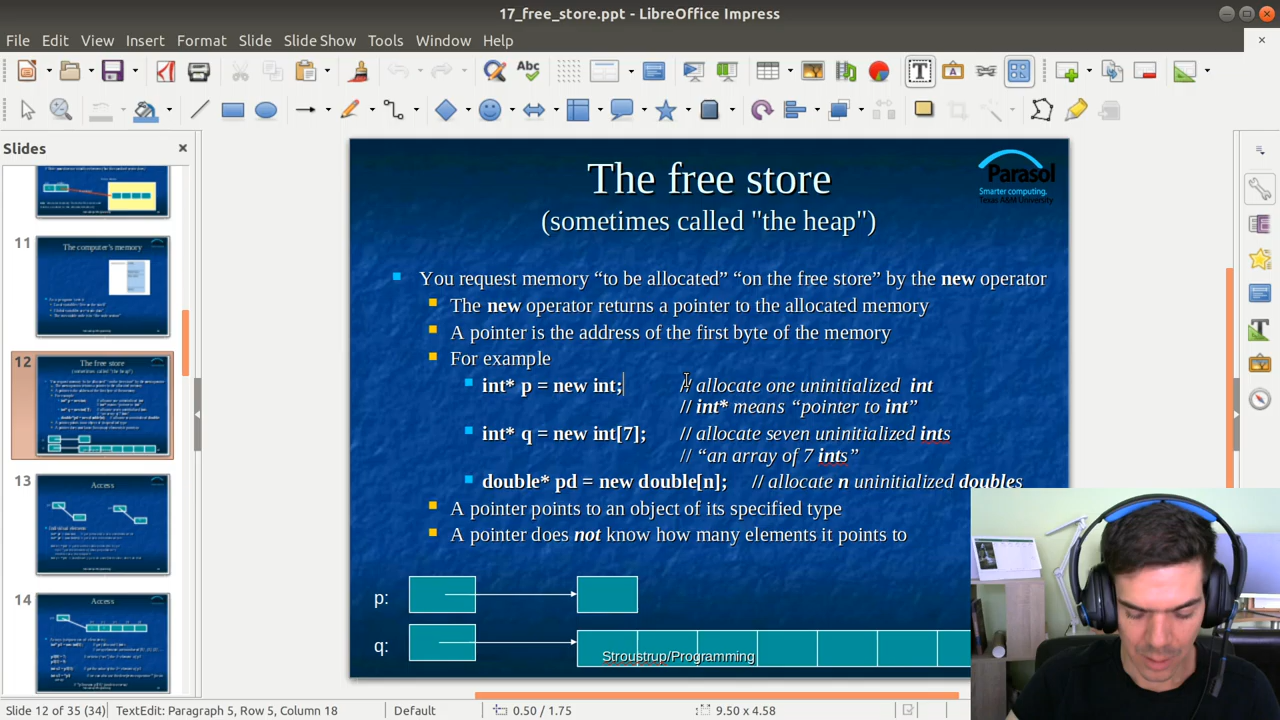 17_free_store.ppt - LibreOffice Impress
File Edit View Insert Format Slide Slide Show Tools Window Help
Abc
Slides
11
The computer's memory
12
The free store
(sometimes called "the heap")
13
Access
14
Access
Parasol
Smarter computing.
Texas A&M University
The free store
(sometimes called "the heap")
You request memory “to be allocated” “on the free store” by the new operator
The new operator returns a pointer to the allocated memory
A pointer is the address of the first byte of the memory
For example
int* p = new int; // allocate one uninitialized int
// int* means “pointer to int”
int* q = new int[7]; // allocate seven uninitialized ints
// “an array of 7 ints”
double* pd = new double[n]; // allocate n uninitialized doubles
A pointer points to an object of its specified type
A pointer does not know how many elements it points to
p:
q:
Stroustrup/Programming
Slide 12 of 35 (34) TextEdit: Paragraph 5, Row 5, Column 18 Default 0.50 / 1.75 9.50 x 4.58